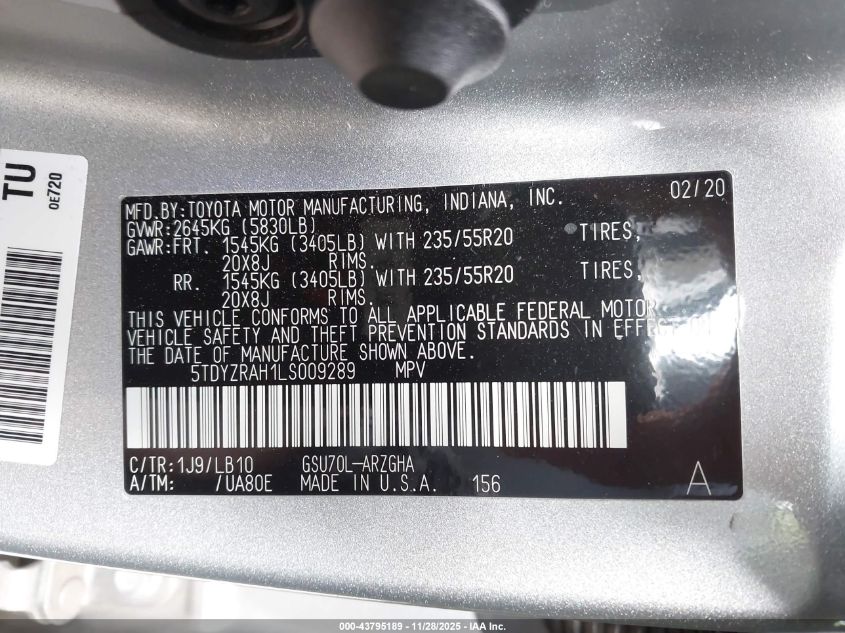 TU
0E720
MFD.BY:TOYOTA MOTOR MANUFACTURING, INDIANA, INC. 02/20
GVWR:2645KG (5830LB)
GAWR:FRT. 1545KG (3405LB) WITH 235/55R20 TIRES,
20X8J RIMS.
RR. 1545KG (3405LB) WITH 235/55R20 TIRES,
20X8J RIMS.
THIS VEHICLE CONFORMS TO ALL APPLICABLE FEDERAL MOTOR
VEHICLE SAFETY AND THEFT PREVENTION STANDARDS IN EFFECT ON
THE DATE OF MANUFACTURE SHOWN ABOVE.
5TDYZRAH1LS009289 MPV
C/TR:1J9/LB10 GSU70L-ARZGHA
A/TM: /UA80E MADE IN U.S.A. 156 A
000-43795189 - 11/28/2025 - IAA Inc.